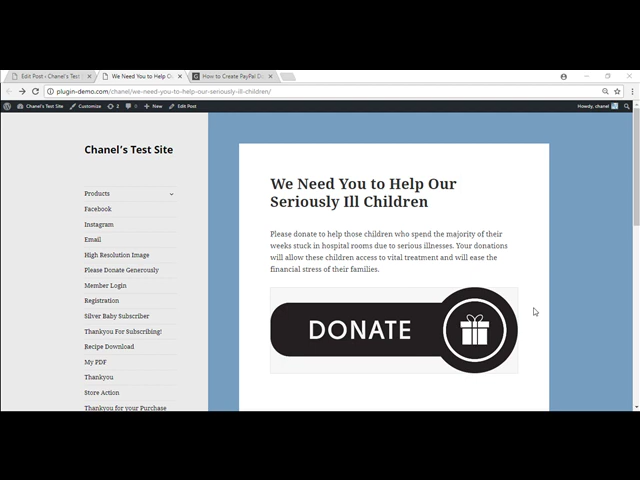 Edit Post ‹ Chanel's Test
We Need You to Help Ou
How to Create PayPal D
plugin-demo.com/chanel/we-need-you-to-help-our-seriously-ill-children/
Chanel's Test Site
Customize
2
0
New
Edit Post
Howdy, chanel
Chanel's Test Site
Products
Facebook
Instagram
Email
High Resolution Image
Please Donate Generously
Member Login
Registration
Silver Baby Subscriber
Thankyou For Subscribing!
Recipe Download
My PDF
Thankyou
Store Action
Thankyou for your Purchase
We Need You to Help Our
Seriously Ill Children
Please donate to help those children who spend the majority of their
weeks stuck in hospital rooms due to serious illnesses. Your donations
will allow these children access to vital treatment and will ease the
financial stress of their families.
DONATE